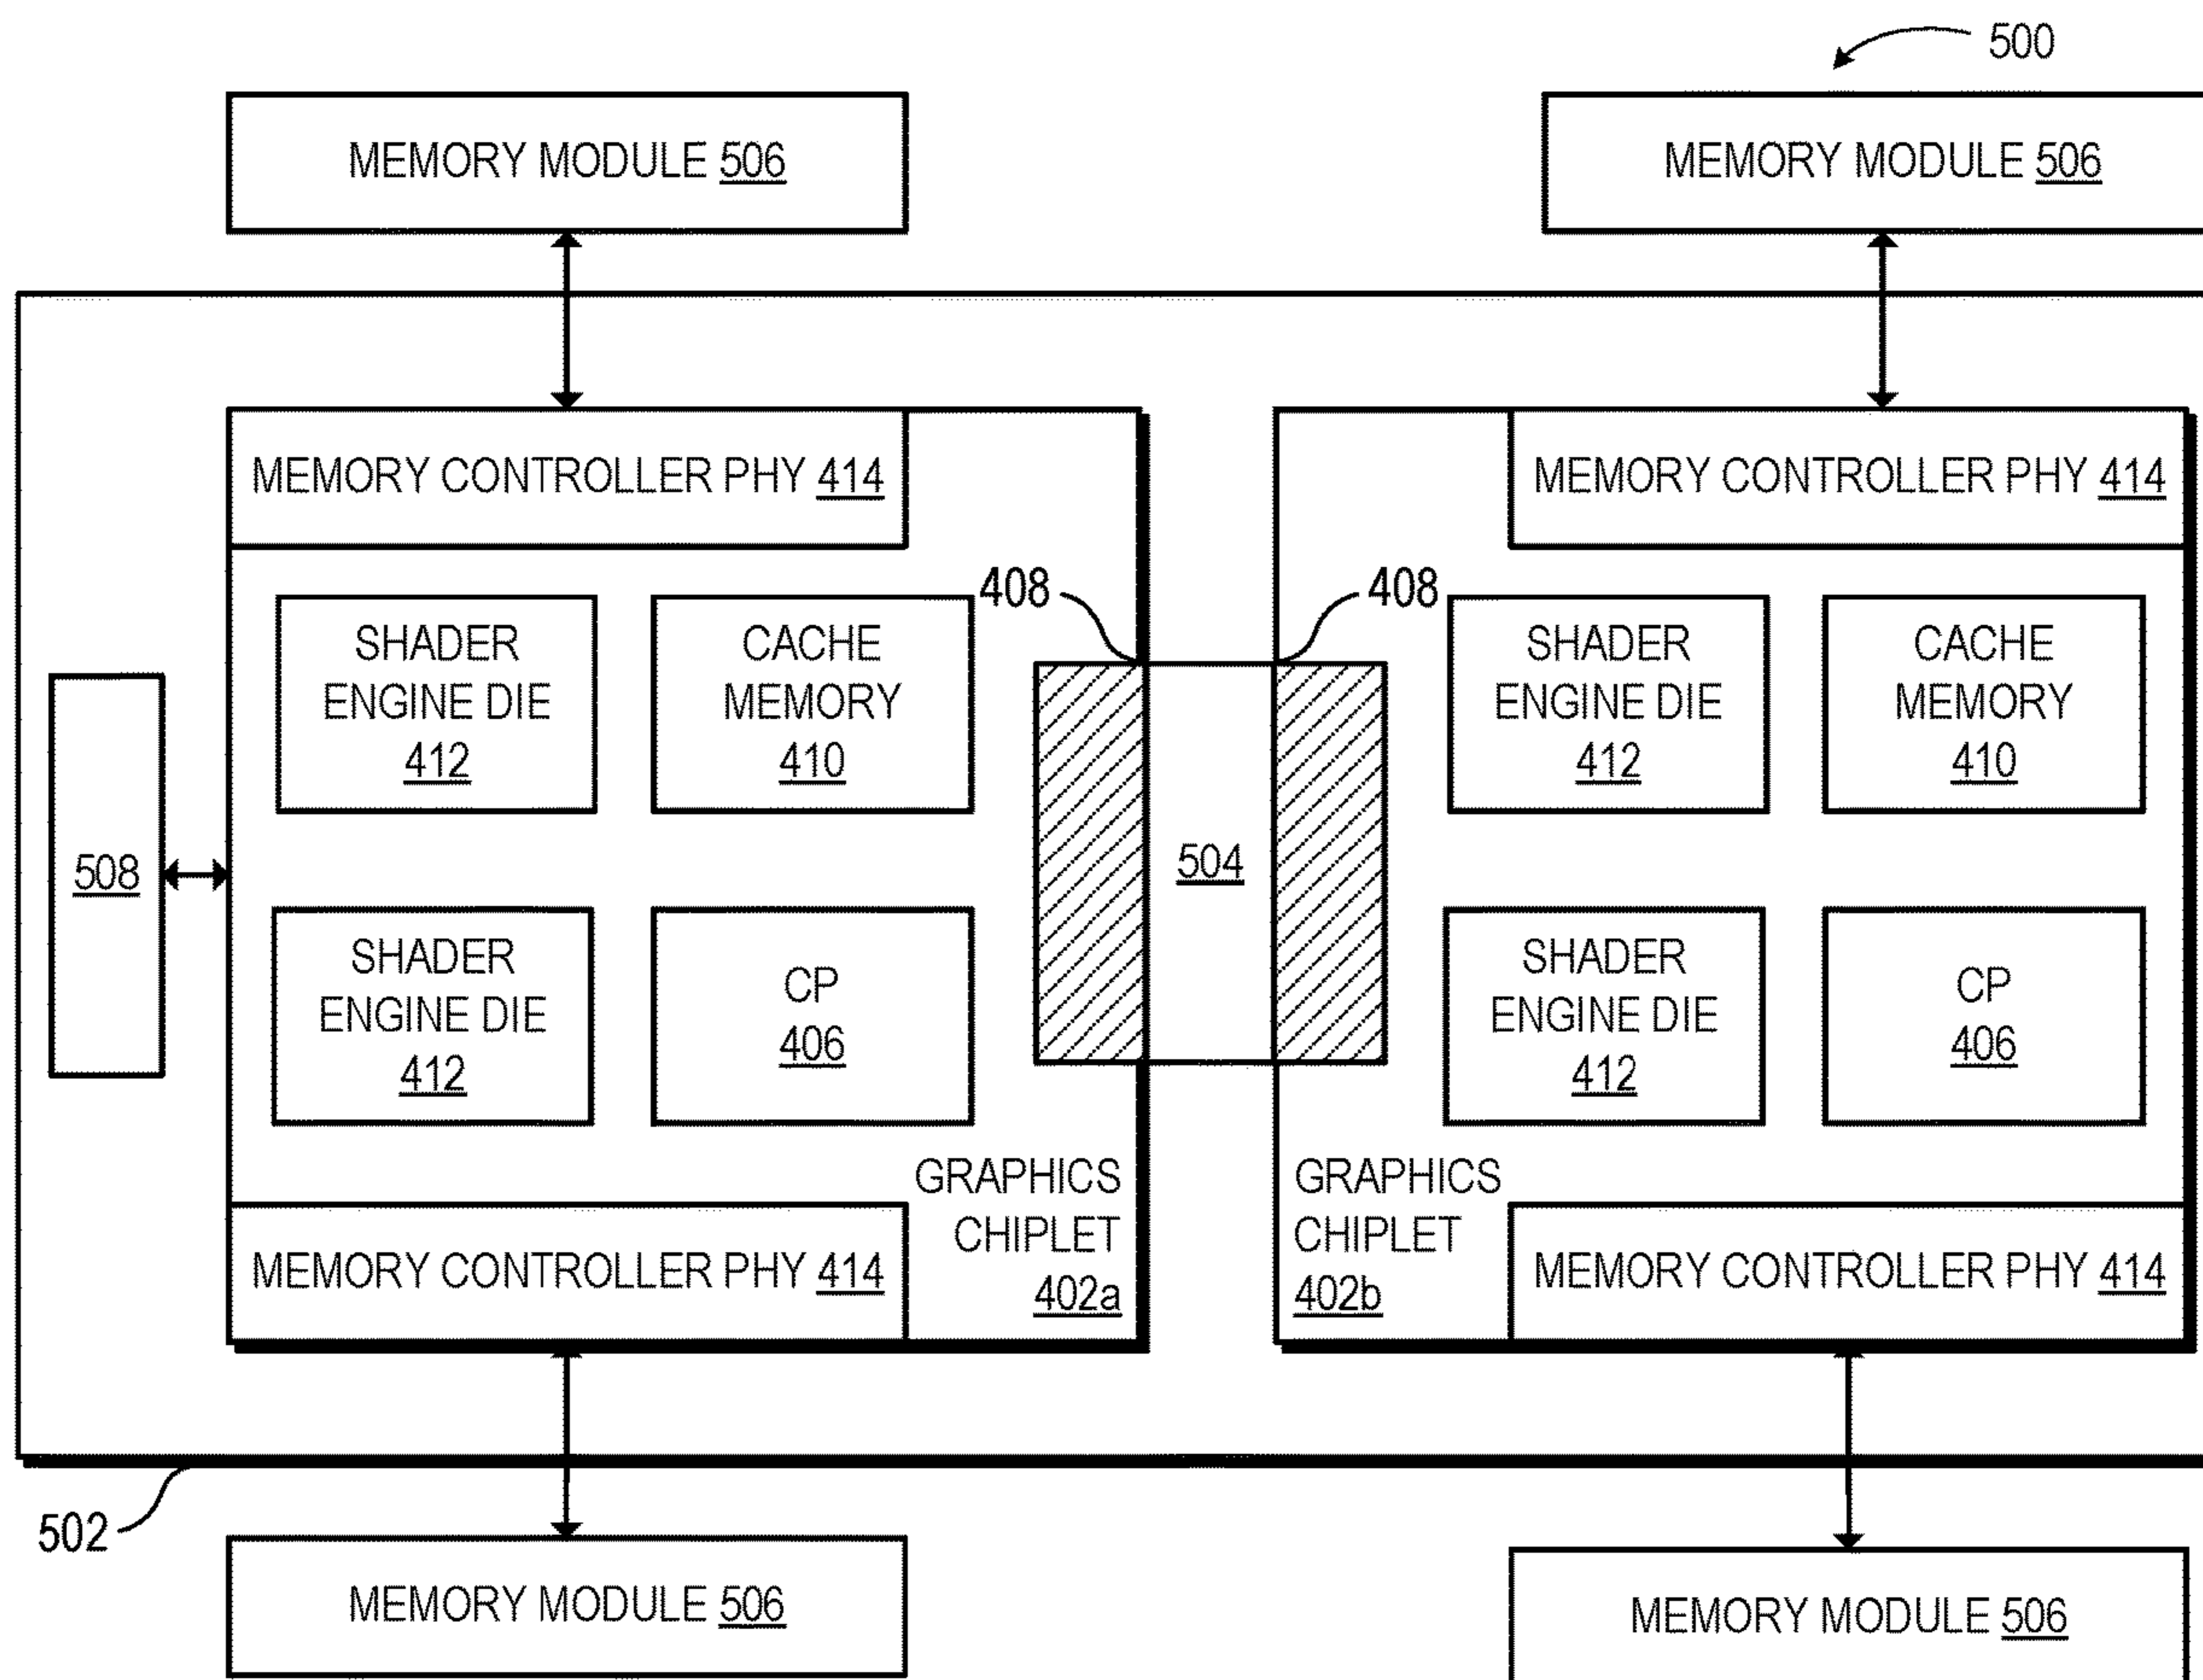 500
MEMORY MODULE 506
MEMORY MODULE 506
MEMORY CONTROLLER PHY 414
MEMORY CONTROLLER PHY 414
408
408
SHADER
ENGINE DIE
412
CACHE
MEMORY
410
SHADER
ENGINE DIE
412
CACHE
MEMORY
410
508
504
SHADER
ENGINE DIE
412
CP
406
SHADER
ENGINE DIE
412
CP
406
GRAPHICS
CHIPLET
402a
GRAPHICS
CHIPLET
402b
MEMORY CONTROLLER PHY 414
MEMORY CONTROLLER PHY 414
502
MEMORY MODULE 506
MEMORY MODULE 506